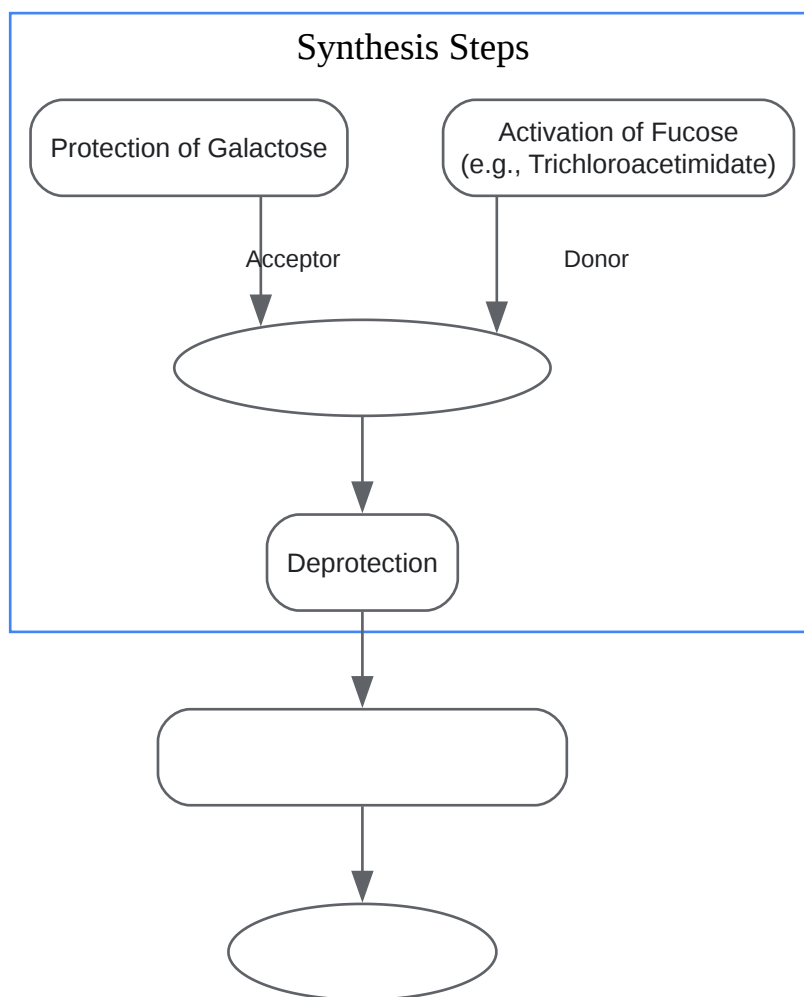 Synthesis Steps
Protection of Galactose
Activation of Fucose
(e.g., Trichloroacetimidate)
Acceptor
Donor
Deprotection